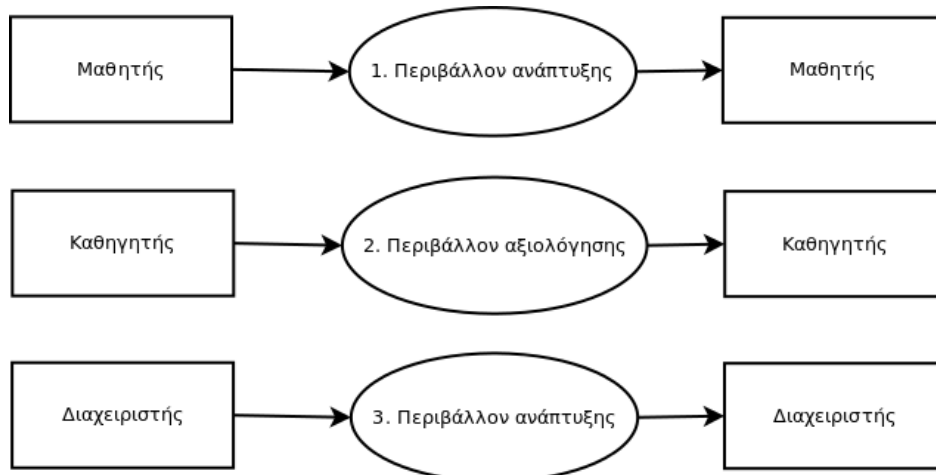 Μαθητής
1. Περιβάλλον ανάπτυξης
Μαθητής
Καθηγητής
2. Περιβάλλον αξιολόγησης
Καθηγητής
Διαχειριστής
3. Περιβάλλον ανάπτυξης
Διαχειριστής